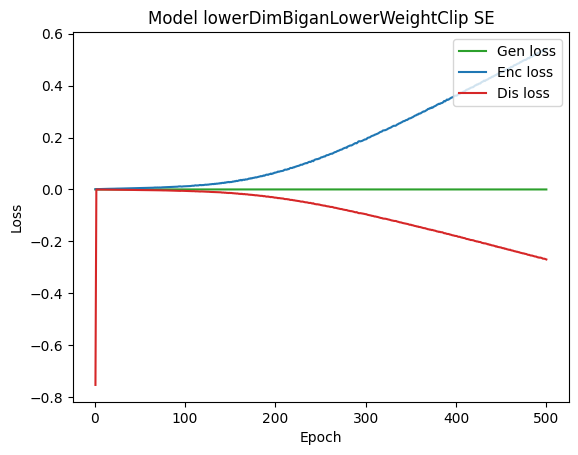 Model lowerDimBiganLowerWeightClip SE
Gen loss
Enc loss
Dis loss
0.6
0.4
0.2
0.0
−0.2
−0.4
−0.6
−0.8
Loss
0 100 200 300 400 500
Epoch